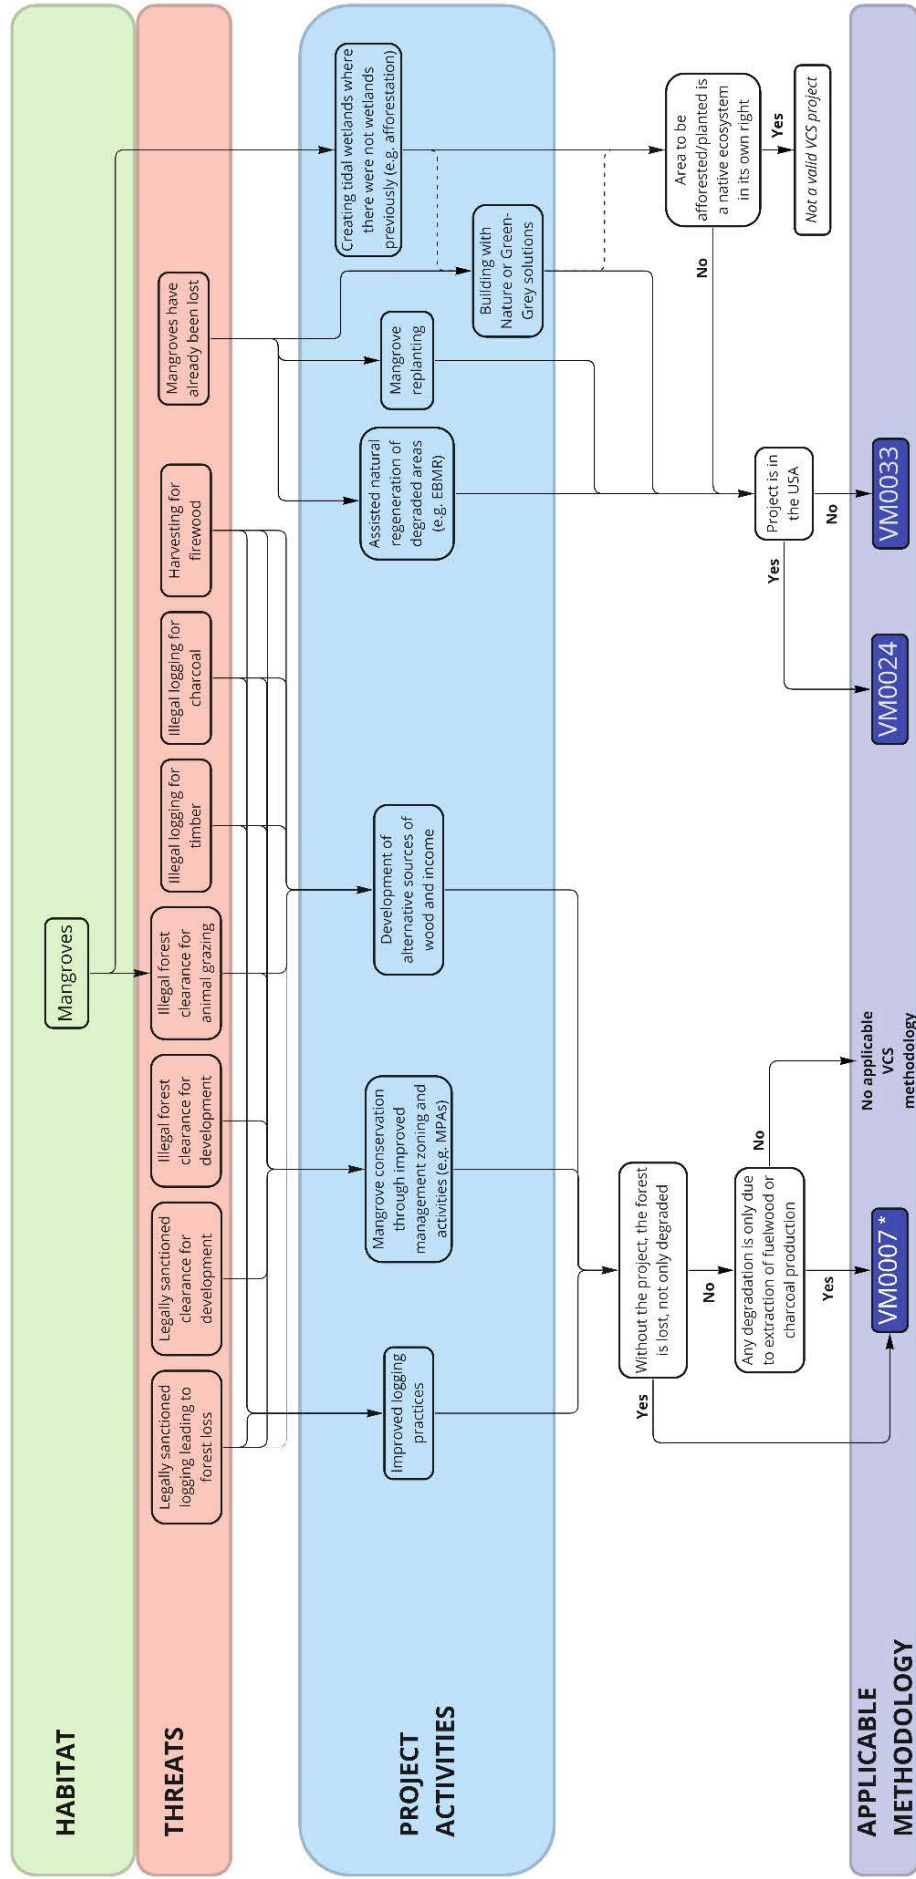 HABITAT
Mangroves
THREATS
Legally sanctioned
logging leading to
forest loss
Legally sanctioned
clearance for
development
Illegal forest
clearance for
development
Illegal forest
clearance for
animal grazing
Illegal logging for
timber
Illegal logging for
charcoal
Harvesting for
firewood
Mangroves have
already been lost
PROJECT
ACTIVITIES
Improved logging
practices
Mangrove conservation
through improved
management zoning and
activities (e.g. MPAs)
Development of
alternative sources of
wood and income
Assisted natural
regeneration of
degraded areas
(e.g. EBMR)
Mangrove
replanting
Building with
Nature or Green-
Grey solutions
Creating tidal wetlands where
there were not wetlands
previously (e.g. afforestation)
Without the project, the forest
is lost, not only degraded
Yes
No
Any degradation is only due
to extraction of fuelwood or
charcoal production
No
Yes
Area to be
afforested/planted is
a native ecosystem
in its own right
No
Yes
Not a valid VCS project
Project is in
the USA
Yes
No
APPLICABLE
METHODOLOGY
VM0007 *
No applicable
VCS
methodology
VM0024
VM0033